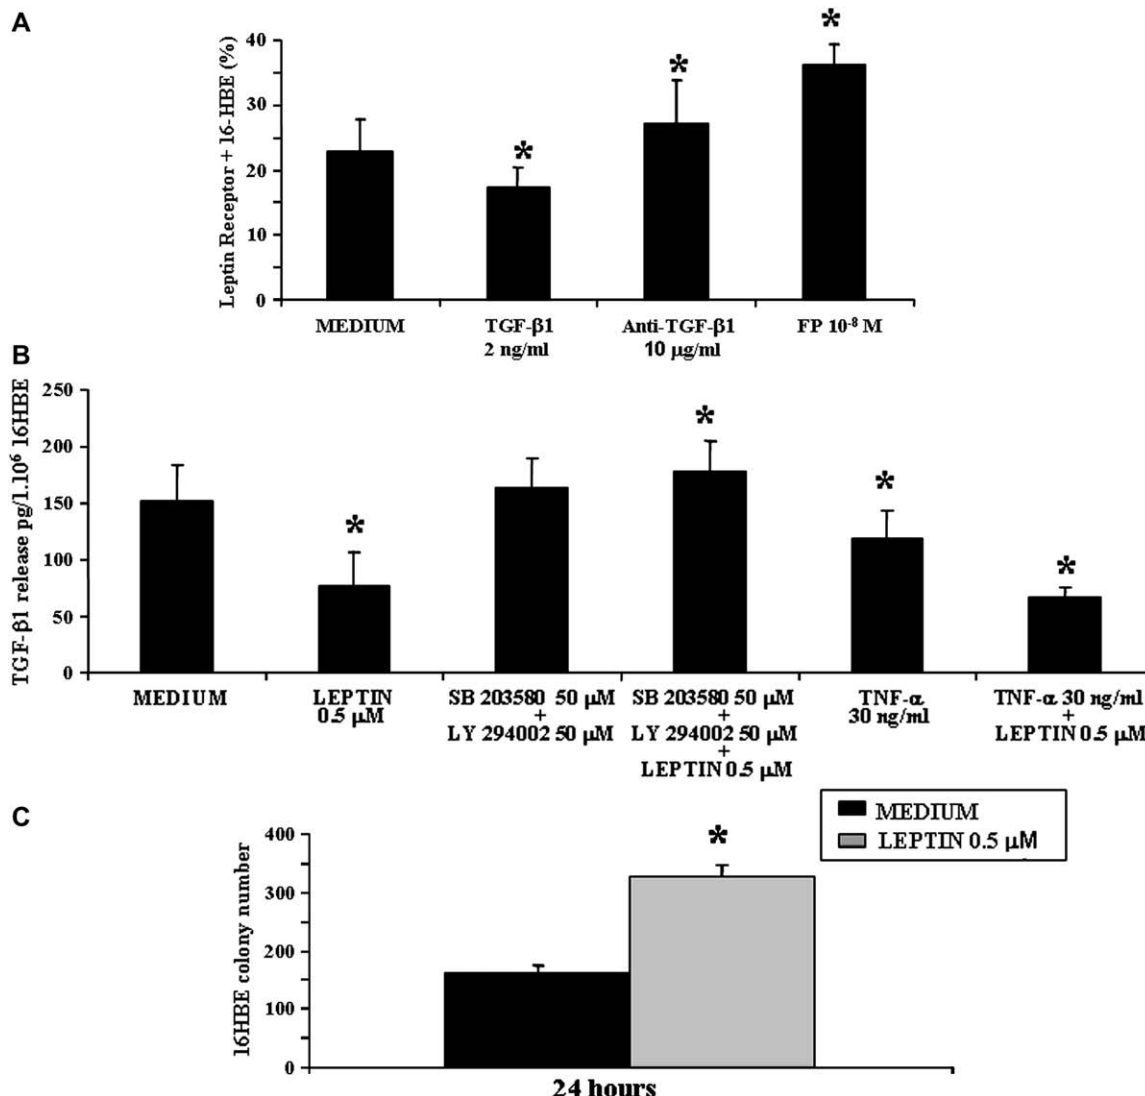 A
Leptin Receptor + 16-HBE (%)
40
30
20
10
0
*
*
*
MEDIUM
TGF-β1
2 ng/ml
Anti-TGF-β1
10 µg/ml
FP 10⁻⁸ M
B
TGF-β1 release pg/1.10⁶ 16HBE
250
200
150
100
50
0
*
*
*
*
MEDIUM
LEPTIN
0.5 µM
SB 203580 50 µM
+
LY 294002 50 µM
SB 203580 50 µM
+
LY 294002 50 µM
+
LEPTIN 0.5 µM
TNF-α
30 ng/ml
TNF-α 30 ng/ml
+
LEPTIN 0.5 µM
C
16HBE colony number
400
300
200
100
0
*
MEDIUM
LEPTIN 0.5 µM
24 hours